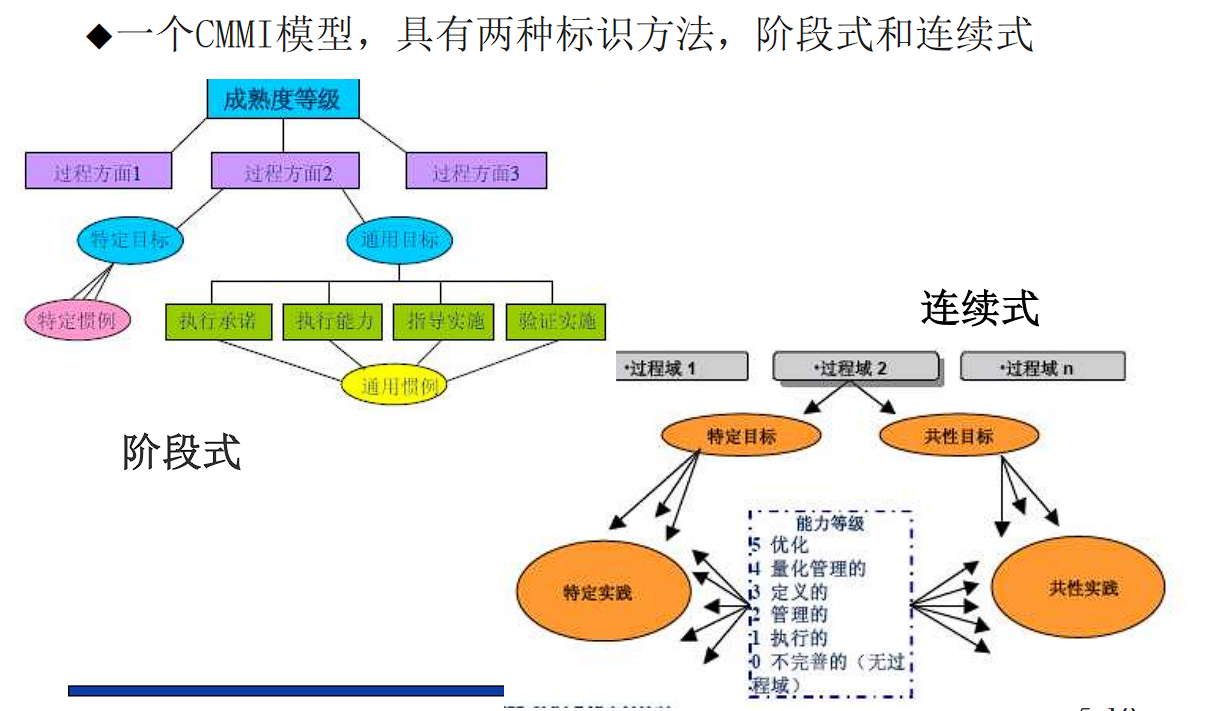 ◆一个CMMI模型，具有两种标识方法，阶段式和连续式
成熟度等级
过程方面1
过程方面2
过程方面3
特定目标
通用目标
特定惯例
执行承诺
执行能力
指导实施
验证实施
通用惯例
阶段式
连续式
•过程域 1
•过程域 2
•过程域 n
特定目标
共性目标
能力等级
5 优化
4 量化管理的
3 定义的
2 管理的
1 执行的
0 不完善的（无过
程域）
特定实践
共性实践